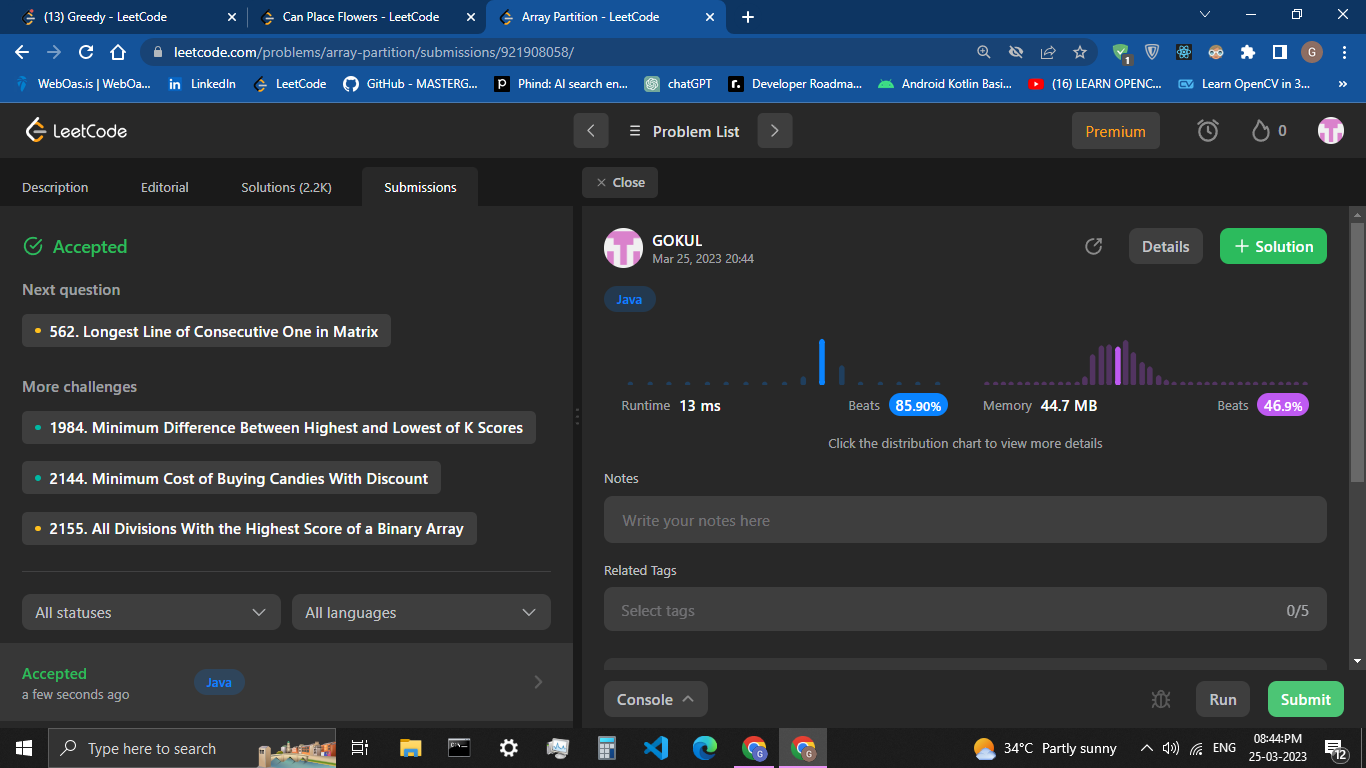 (13) Greedy - LeetCode
Can Place Flowers - LeetCode
Array Partition - LeetCode
leetcode.com/problems/array-partition/submissions/921908058/
1
G
WebOas.is | WebOa...
LinkedIn
LeetCode
GitHub - MASTERG...
Phind: AI search en...
chatGPT
Developer Roadma...
Android Kotlin Basi...
(16) LEARN OPENC...
Learn OpenCV in 3...
»
LeetCode
Problem List
Premium
0
Description
Editorial
Solutions (2.2K)
Submissions
Close
Accepted
Next question
562. Longest Line of Consecutive One in Matrix
More challenges
1984. Minimum Difference Between Highest and Lowest of K Scores
2144. Minimum Cost of Buying Candies With Discount
2155. All Divisions With the Highest Score of a Binary Array
All statuses
All languages
Accepted
a few seconds ago
Java
GOKUL
Mar 25, 2023 20:44
Details
+ Solution
Java
Runtime 13 ms
Beats 85.90%
Memory 44.7 MB
Beats 46.9%
Click the distribution chart to view more details
Notes
Write your notes here
Related Tags
Select tags
0/5
Console
Run
Submit
Type here to search
34°C Partly sunny
ENG
08:44PM
25-03-2023
12